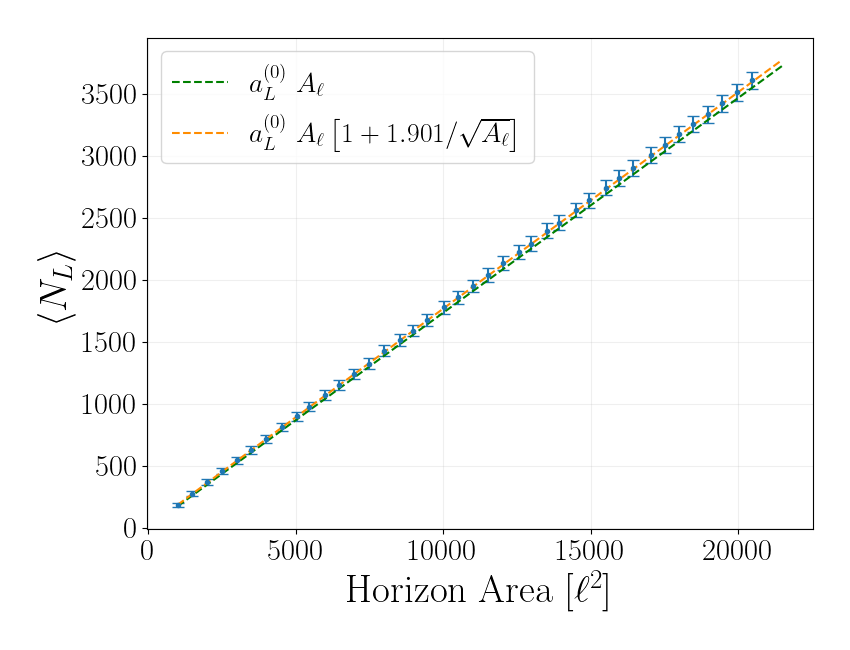 a_L^{(0)} A_ℓ
a_L^{(0)} A_ℓ [1 + 1.901/√A_ℓ]
⟨N_L⟩
3500
3000
2500
2000
1500
1000
500
0
0 5000 10000 15000 20000
Horizon Area [ℓ²]